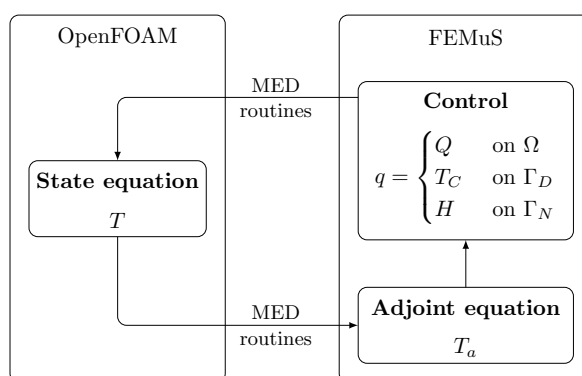 OpenFOAM
FEMuS
MED
routines
Control
q = { Q on Ω
T_C on Γ_D
H on Γ_N
State equation
T
MED
routines
Adjoint equation
T_a